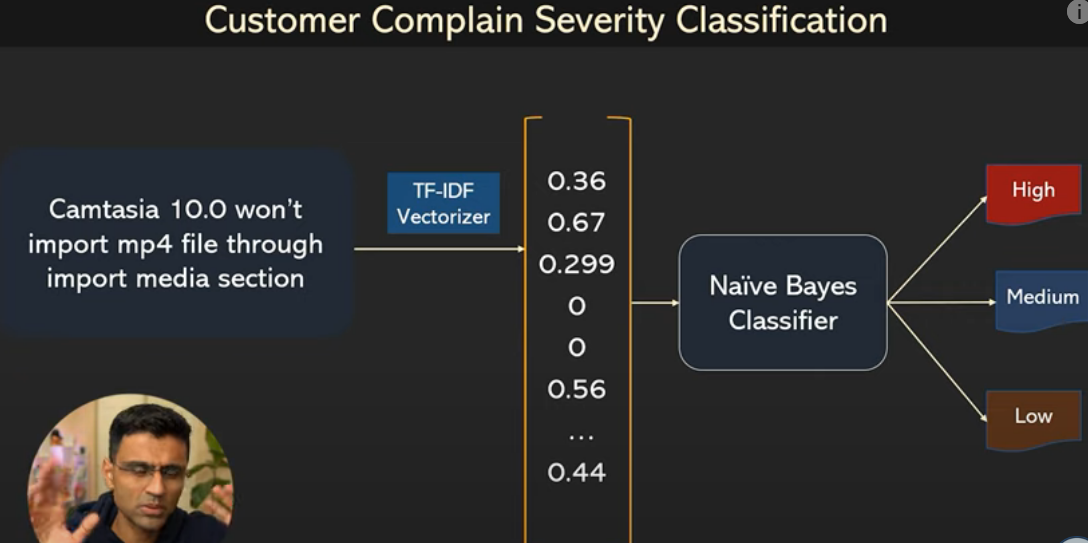 Customer Complain Severity Classification
Camtasia 10.0 won't
import mp4 file through
import media section
TF-IDF
Vectorizer
0.36
0.67
0.299
0
0
0.56
...
0.44
Naïve Bayes
Classifier
High
Medium
Low
i